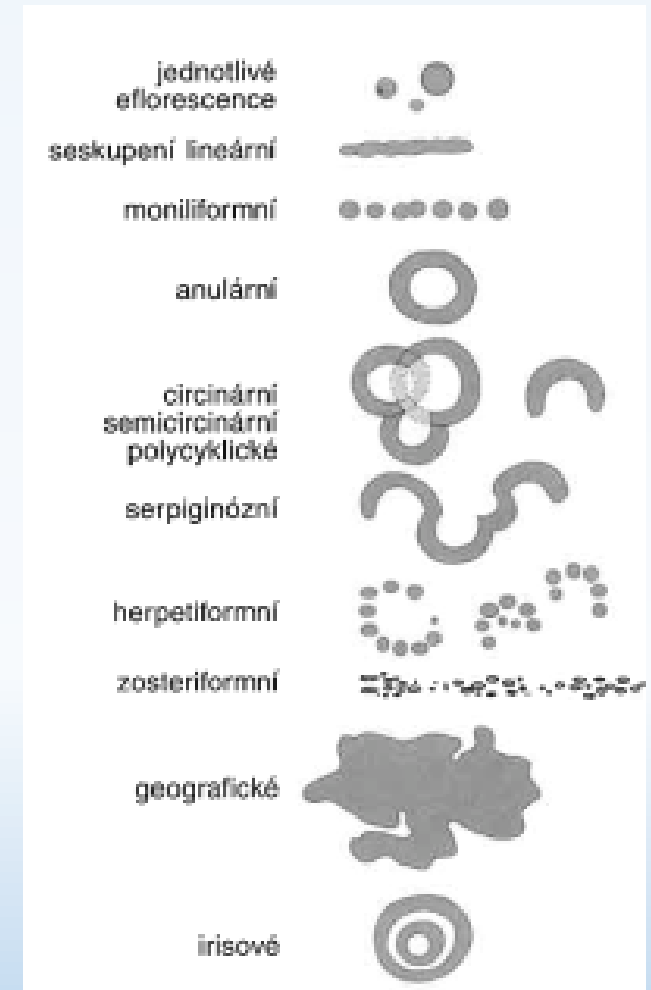 jednotlivé
eflorescence
seskupení lineární
moniliformní
anulární
circinární
semicircinární
polycyklické
serpiginózní
herpetiformní
zosteriformní
geografické
irisové